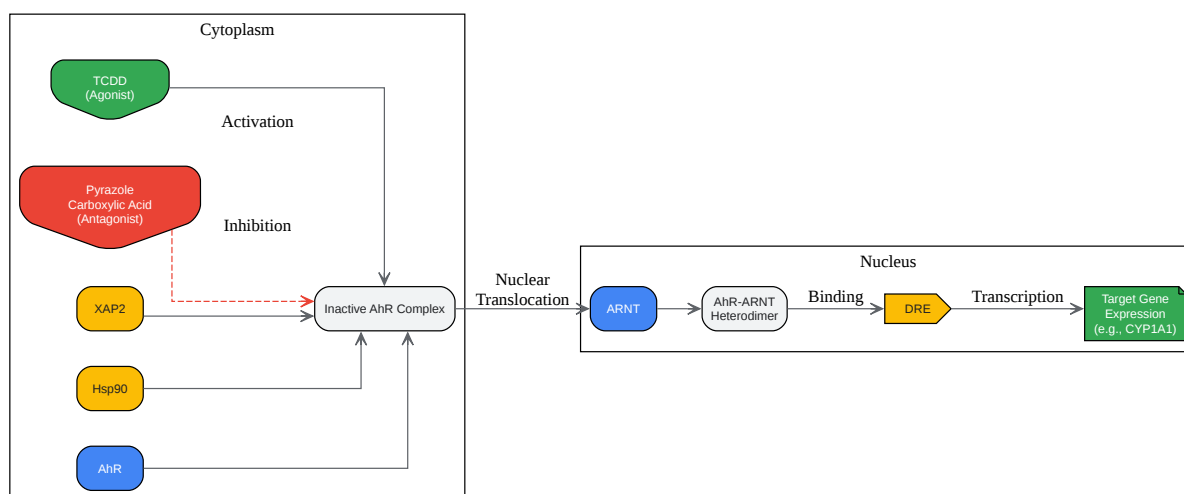 Cytoplasm
TCDD
(Agonist)
Activation
Pyrazole
Carboxylic Acid
(Antagonist)
Inhibition
XAP2
Inactive AhR Complex
Hsp90
AhR
Nuclear
Translocation
Nucleus
ARNT
AhR-ARNT
Heterodimer
Binding
DRE
Transcription
Target Gene
Expression
(e.g., CYP1A1)